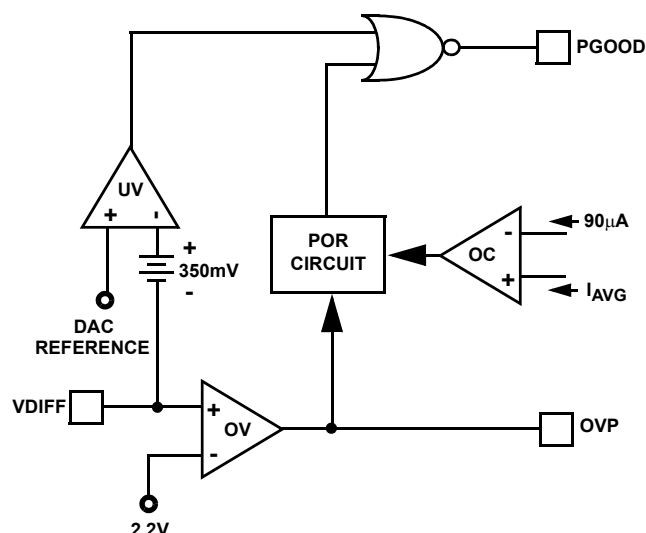 PGOOD
UV
+ -
+
350mV
-
DAC
REFERENCE
POR
CIRCUIT
OC
-
+
90μA
IAVG
VDIFF
+
OV
-
OVP
2.2V